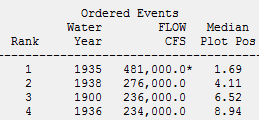 Ordered Events
Water FLOW Median
Rank Year CFS Plot Pos
1 1935 481,000.0* 1.69
2 1938 276,000.0 4.11
3 1900 236,000.0 6.52
4 1936 234,000.0 8.94